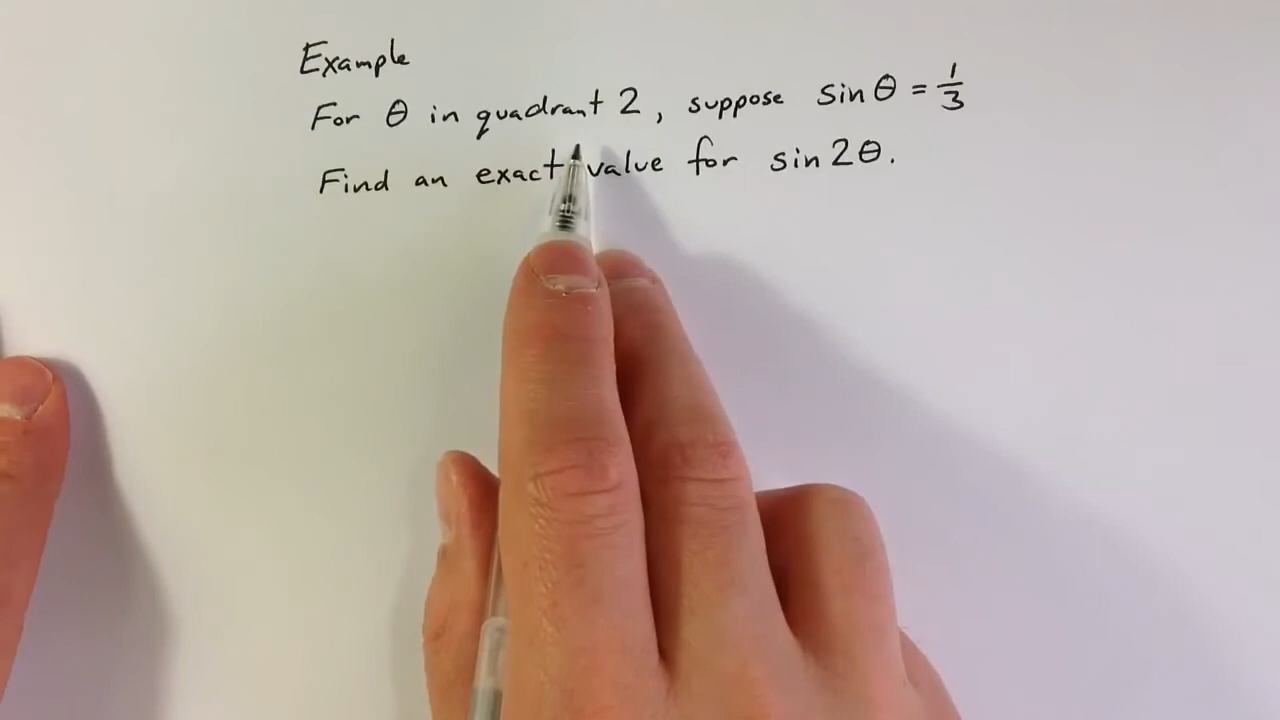 Example
For θ in quadrant 2, suppose sin θ = 1/3
Find an exact value for sin 2θ.